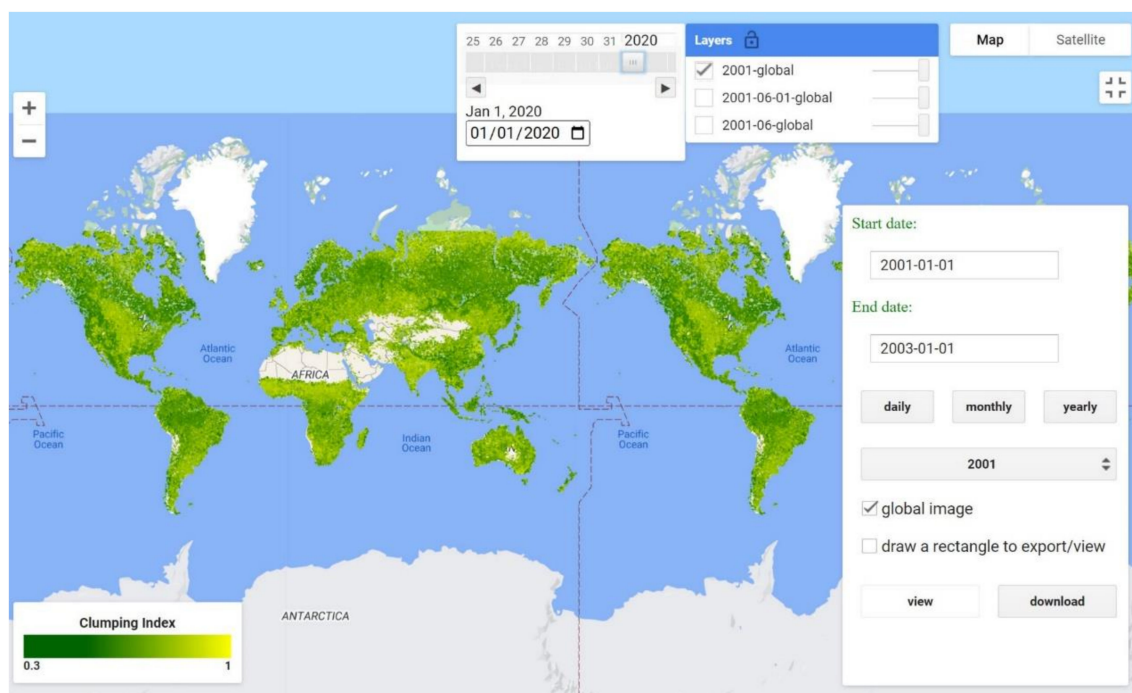 25 26 27 28 29 30 31 2020
Jan 1, 2020
01/01/2020
Layers
2001-global
2001-06-01-global
2001-06-global
Map Satellite
+
−
Start date:
2001-01-01
End date:
2003-01-01
daily monthly yearly
2001
global image
draw a rectangle to export/view
view download
Atlantic
Ocean
AFRICA
Pacific
Ocean
Indian
Ocean
Atlantic
Ocean
Pacific
Ocean
ANTARCTICA
Clumping Index
0.3 1